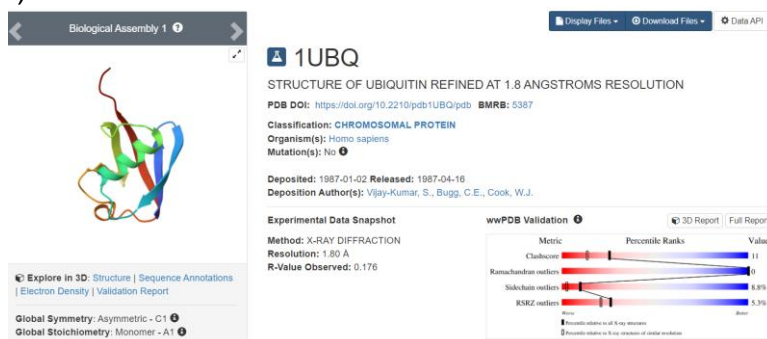 Biological Assembly 1
Display Files
Download Files
Data API
1UBQ
STRUCTURE OF UBIQUITIN REFINED AT 1.8 ANGSTROMS RESOLUTION
PDB DOI: https://doi.org/10.2210/pdb1UBQ/pdb BMRB: 5387
Classification: CHROMOSOMAL PROTEIN
Organism(s): Homo sapiens
Mutation(s): No
Deposited: 1987-01-02 Released: 1987-04-16
Deposition Author(s): Vijay-Kumar, S., Bugg, C.E., Cook, W.J.
Experimental Data Snapshot
Method: X-RAY DIFFRACTION
Resolution: 1.80 Å
R-Value Observed: 0.176
wwPDB Validation
3D Report
Full Repor
Metric Percentile Ranks Valu
Clashscore 11
Ramachandran outliers 0
Sidechain outliers 8.8%
RSRZ outliers 5.3%
Worse Better
Percentile relative to all X-ray structures
Percentile relative to X-ray structures of similar resolution
Explore in 3D: Structure | Sequence Annotations
| Electron Density | Validation Report
Global Symmetry: Asymmetric - C1
Global Stoichiometry: Monomer - A1